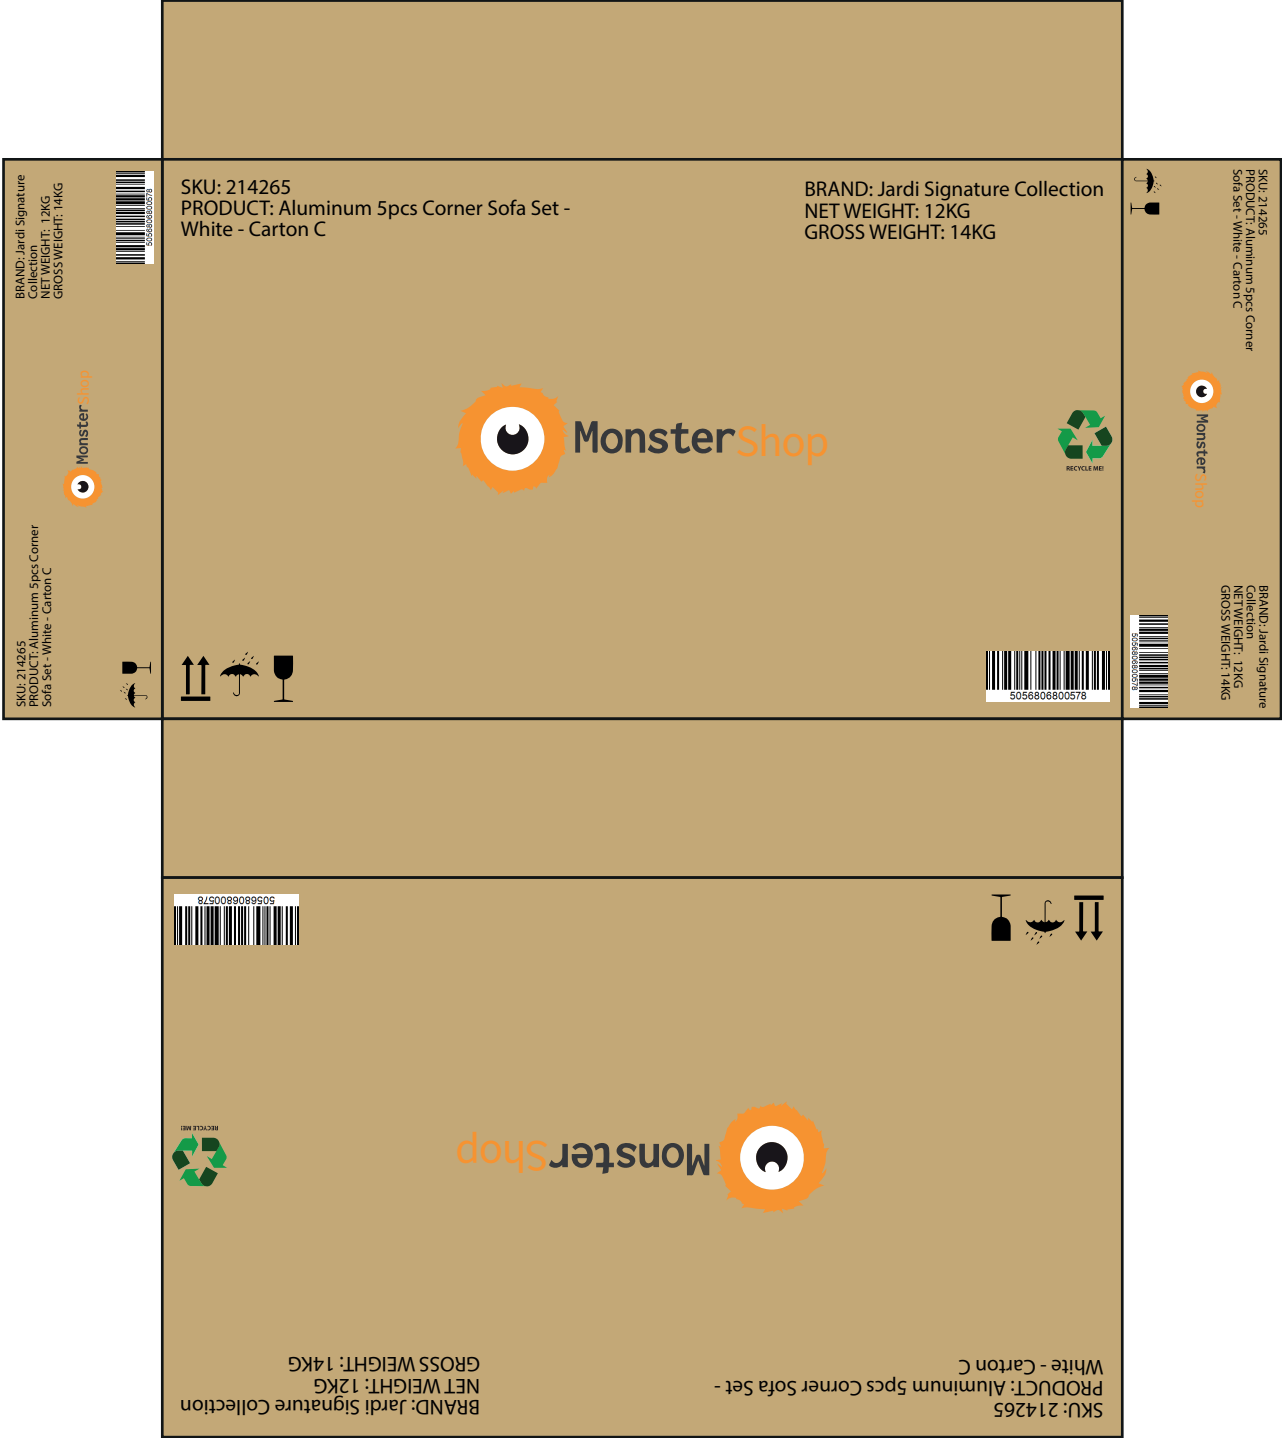 SKU: 214265
PRODUCT: Aluminum 5pcs Corner Sofa Set -
White - Carton C
BRAND: Jardi Signature Collection
NET WEIGHT: 12KG
GROSS WEIGHT: 14KG
MonsterShop
RECYCLE ME!
5056806800578
BRAND: Jardi Signature
Collection
NET WEIGHT: 12KG
GROSS WEIGHT: 14KG
5056806800578
MonsterShop
SKU: 214265
PRODUCT: Aluminum 5pcs Corner
Sofa Set - White - Carton C
SKU: 214265
PRODUCT: Aluminum 5pcs Corner
Sofa Set - White - Carton C
MonsterShop
BRAND: Jardi Signature
Collection
NET WEIGHT: 12KG
GROSS WEIGHT: 14KG
5056806800578
SKU: 214265
PRODUCT: Aluminum 5pcs Corner Sofa Set -
White - Carton C
BRAND: Jardi Signature Collection
NET WEIGHT: 12KG
GROSS WEIGHT: 14KG
MonsterShop
RECYCLE ME!
5056806800578